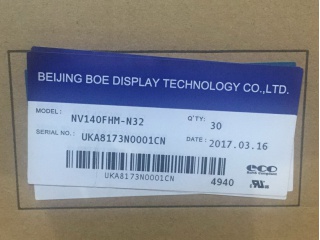 BEIJING BOE DISPLAY TECHNOLOGY CO.,LTD.
MODEL: NV140FHM-N32 Q'TY: 30
SERIAL NO.: UKA8173N0001CN DATE: 2017.03.16
UKA8173N0001CN
4940
eco